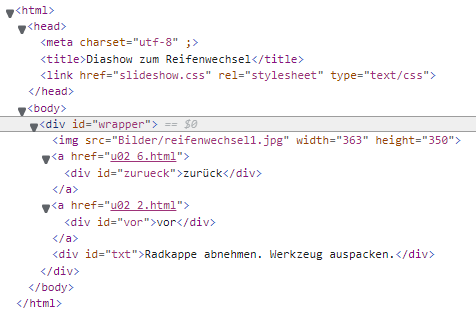 <html>
<head>
<meta charset="utf-8" ;>
<title>Diashow zum Reifenwechsel</title>
<link href="slideshow.css" rel="stylesheet" type="text/css">
</head>
<body>
<div id="wrapper"> == $0
<img src="Bilder/reifenwechsel1.jpg" width="363" height="350">
<a href="u02_6.html">
<div id="zurueck">zurück</div>
</a>
<a href="u02_2.html">
<div id="vor">vor</div>
</a>
<div id="txt">Radkappe abnehmen. Werkzeug auspacken.</div>
</div>
</body>
</html>